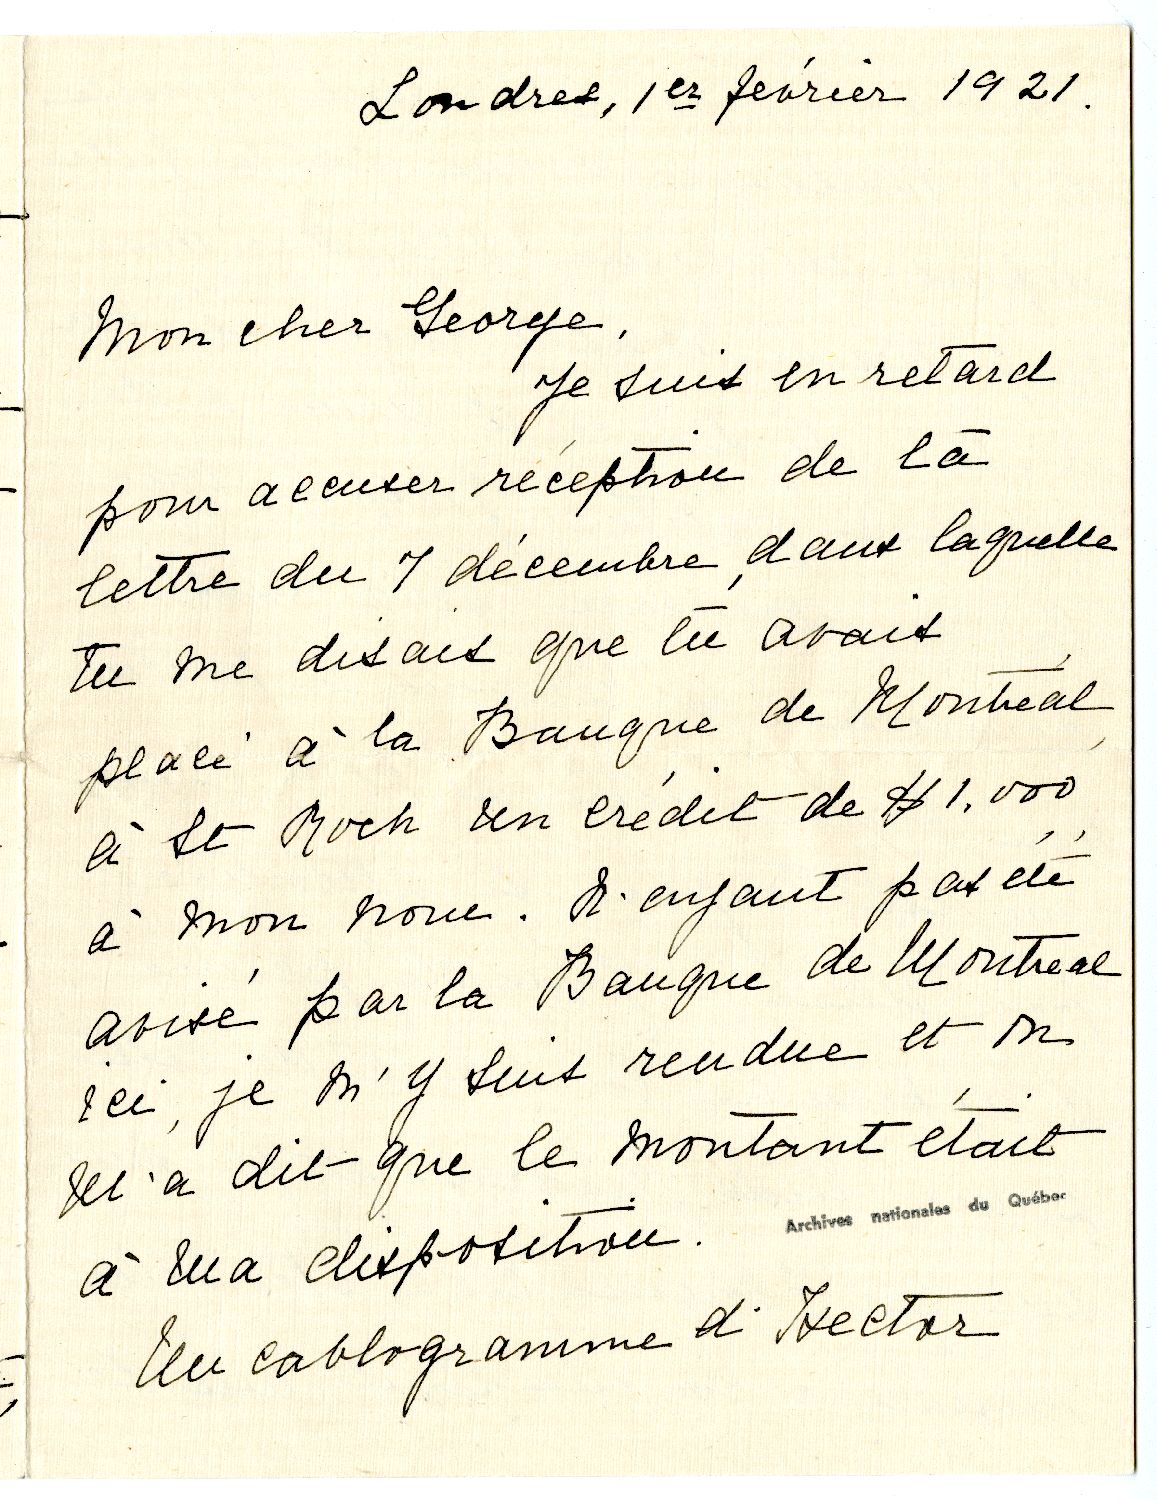 Londres, 1er février 1921.
Mon cher George,
Je suis en retard
pour accuser réception de ta
lettre du 7 décembre, dans laquelle
tu me disais que tu avais
placé à la Banque de Montréal,
à St Roch un crédit de $1,000
à mon nom. N'ayant pas été
avisé par la Banque de Montréal
ici, je m'y suis rendue et on
m'a dit que le montant était
à ma disposition.
Archives nationales du Québec
Un cablogramme d'Hector